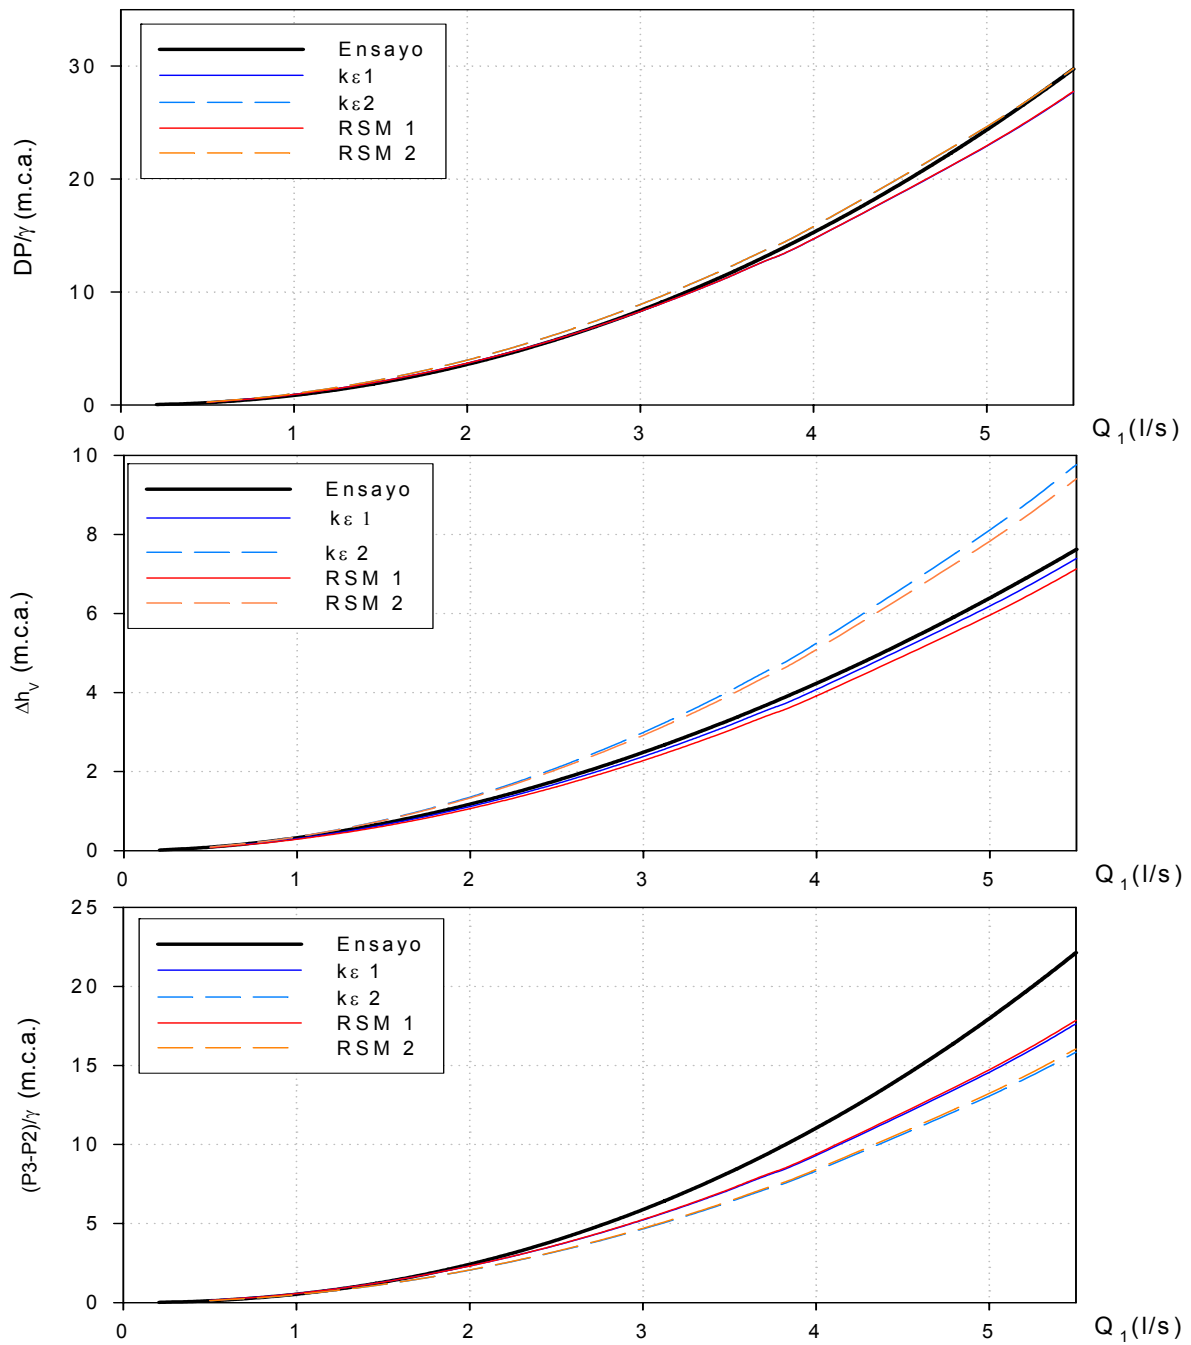 DP/γ (m.c.a.)
30
20
10
0
Ensayo
kε1
kε2
RSM 1
RSM 2
0 1 2 3 4 5
Q₁(l/s)
Δhᵥ (m.c.a.)
10
8
6
4
2
0
Ensayo
kε 1
kε 2
RSM 1
RSM 2
0 1 2 3 4 5
Q₁(l/s)
(P3-P2)/γ (m.c.a.)
25
20
15
10
5
0
Ensayo
kε 1
kε 2
RSM 1
RSM 2
0 1 2 3 4 5
Q₁(l/s)